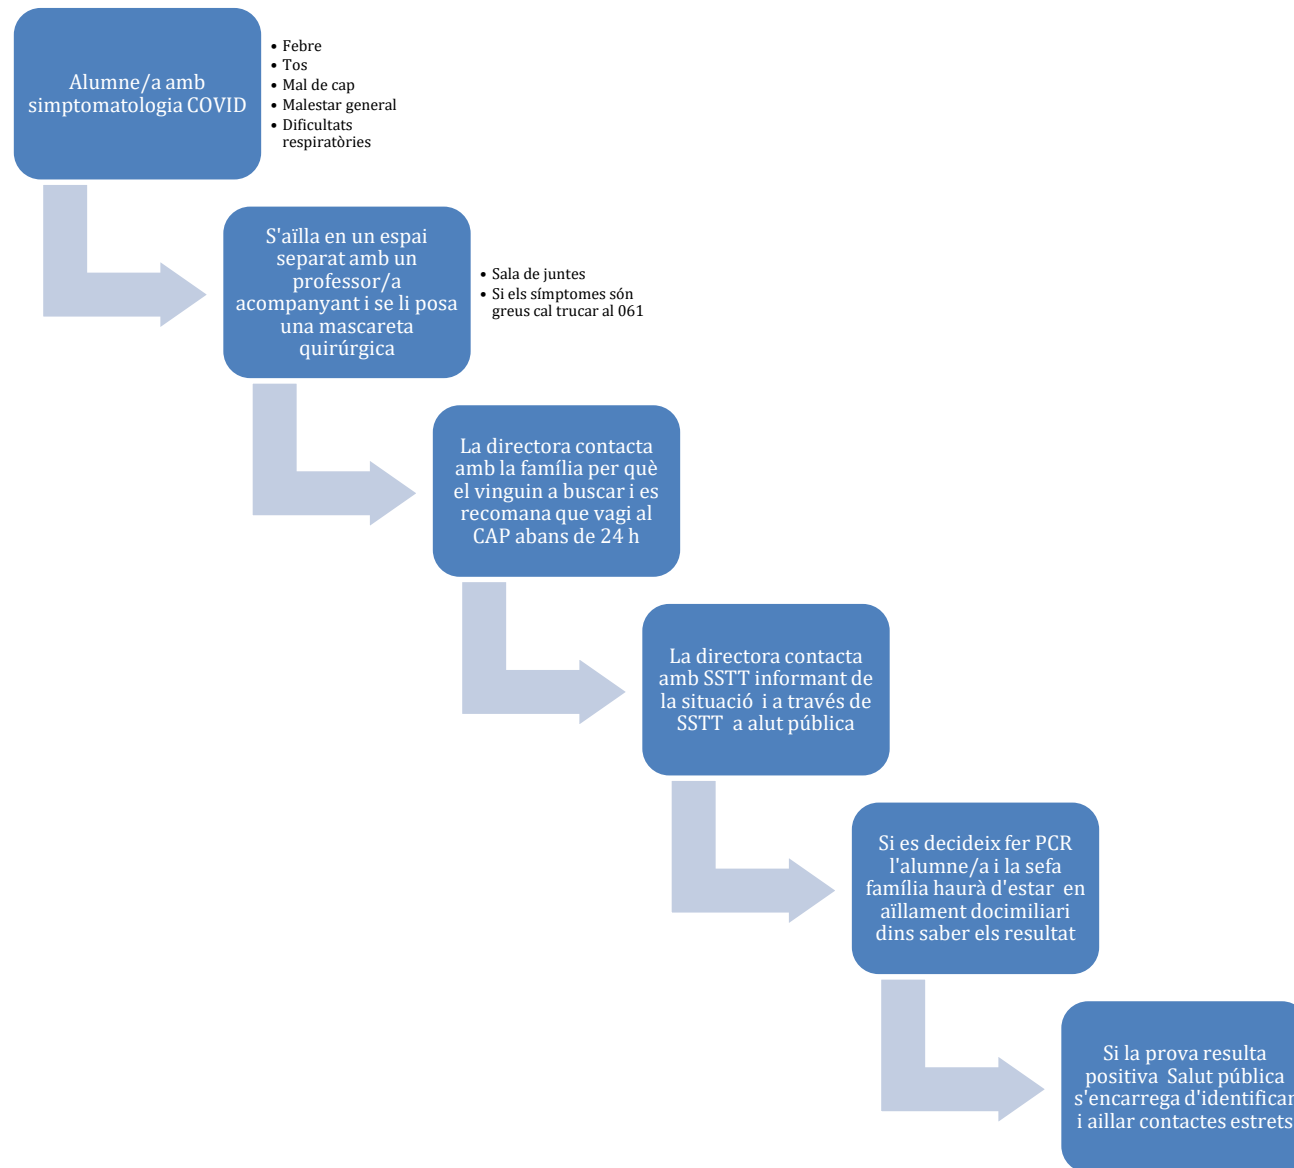 Alumne/a amb
simptomatologia COVID
• Febre
• Tos
• Mal de cap
• Malestar general
• Dificultats
respiratòries
S'aïlla en un espai
separat amb un
professor/a
acompanyant i se li posa
una mascareta
quirúrgica
• Sala de juntes
• Si els símptomes són
greus cal trucar al 061
La directora contacta
amb la família per què
el vinguin a buscar i es
recomana que vagi al
CAP abans de 24 h
La directora contacta
amb SSTT informant de
la situació i a través de
SSTT a alut pública
Si es decideix fer PCR
l'alumne/a i la sefa
família haurà d'estar en
aïllament docimiliari
dins saber els resultat
Si la prova resulta
positiva Salut pública
s'encarrega d'identificar
i aillar contactes estrets